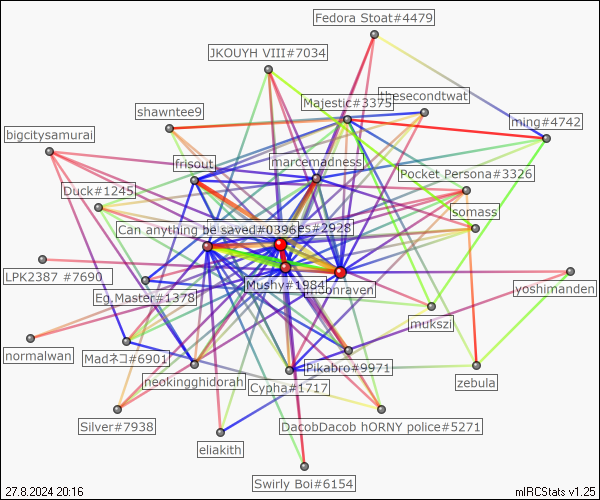 Fedora Stoat#4479
JKOUYH VIII#7034
Majestic#3375
thesecondtwat
shawntee9
ming#4742
bigcitysamurai
frisout
marcemadness
Pocket Persona#3326
Duck#1245
somass
Can anything be saved#0396
es#2928
LPK2387 #7690
Eg.Master#1378
Mushy#1984
moonraven
yoshimanden
mukszi
normalwan
Madネコ#6901
neokingghidorah
Cypha#1717
Pikabro#9971
zebula
Silver#7938
DacobDacob hORNY police#5271
eliakith
Swirly Boi#6154
27.8.2024 20:16
mIRCStats v1.25